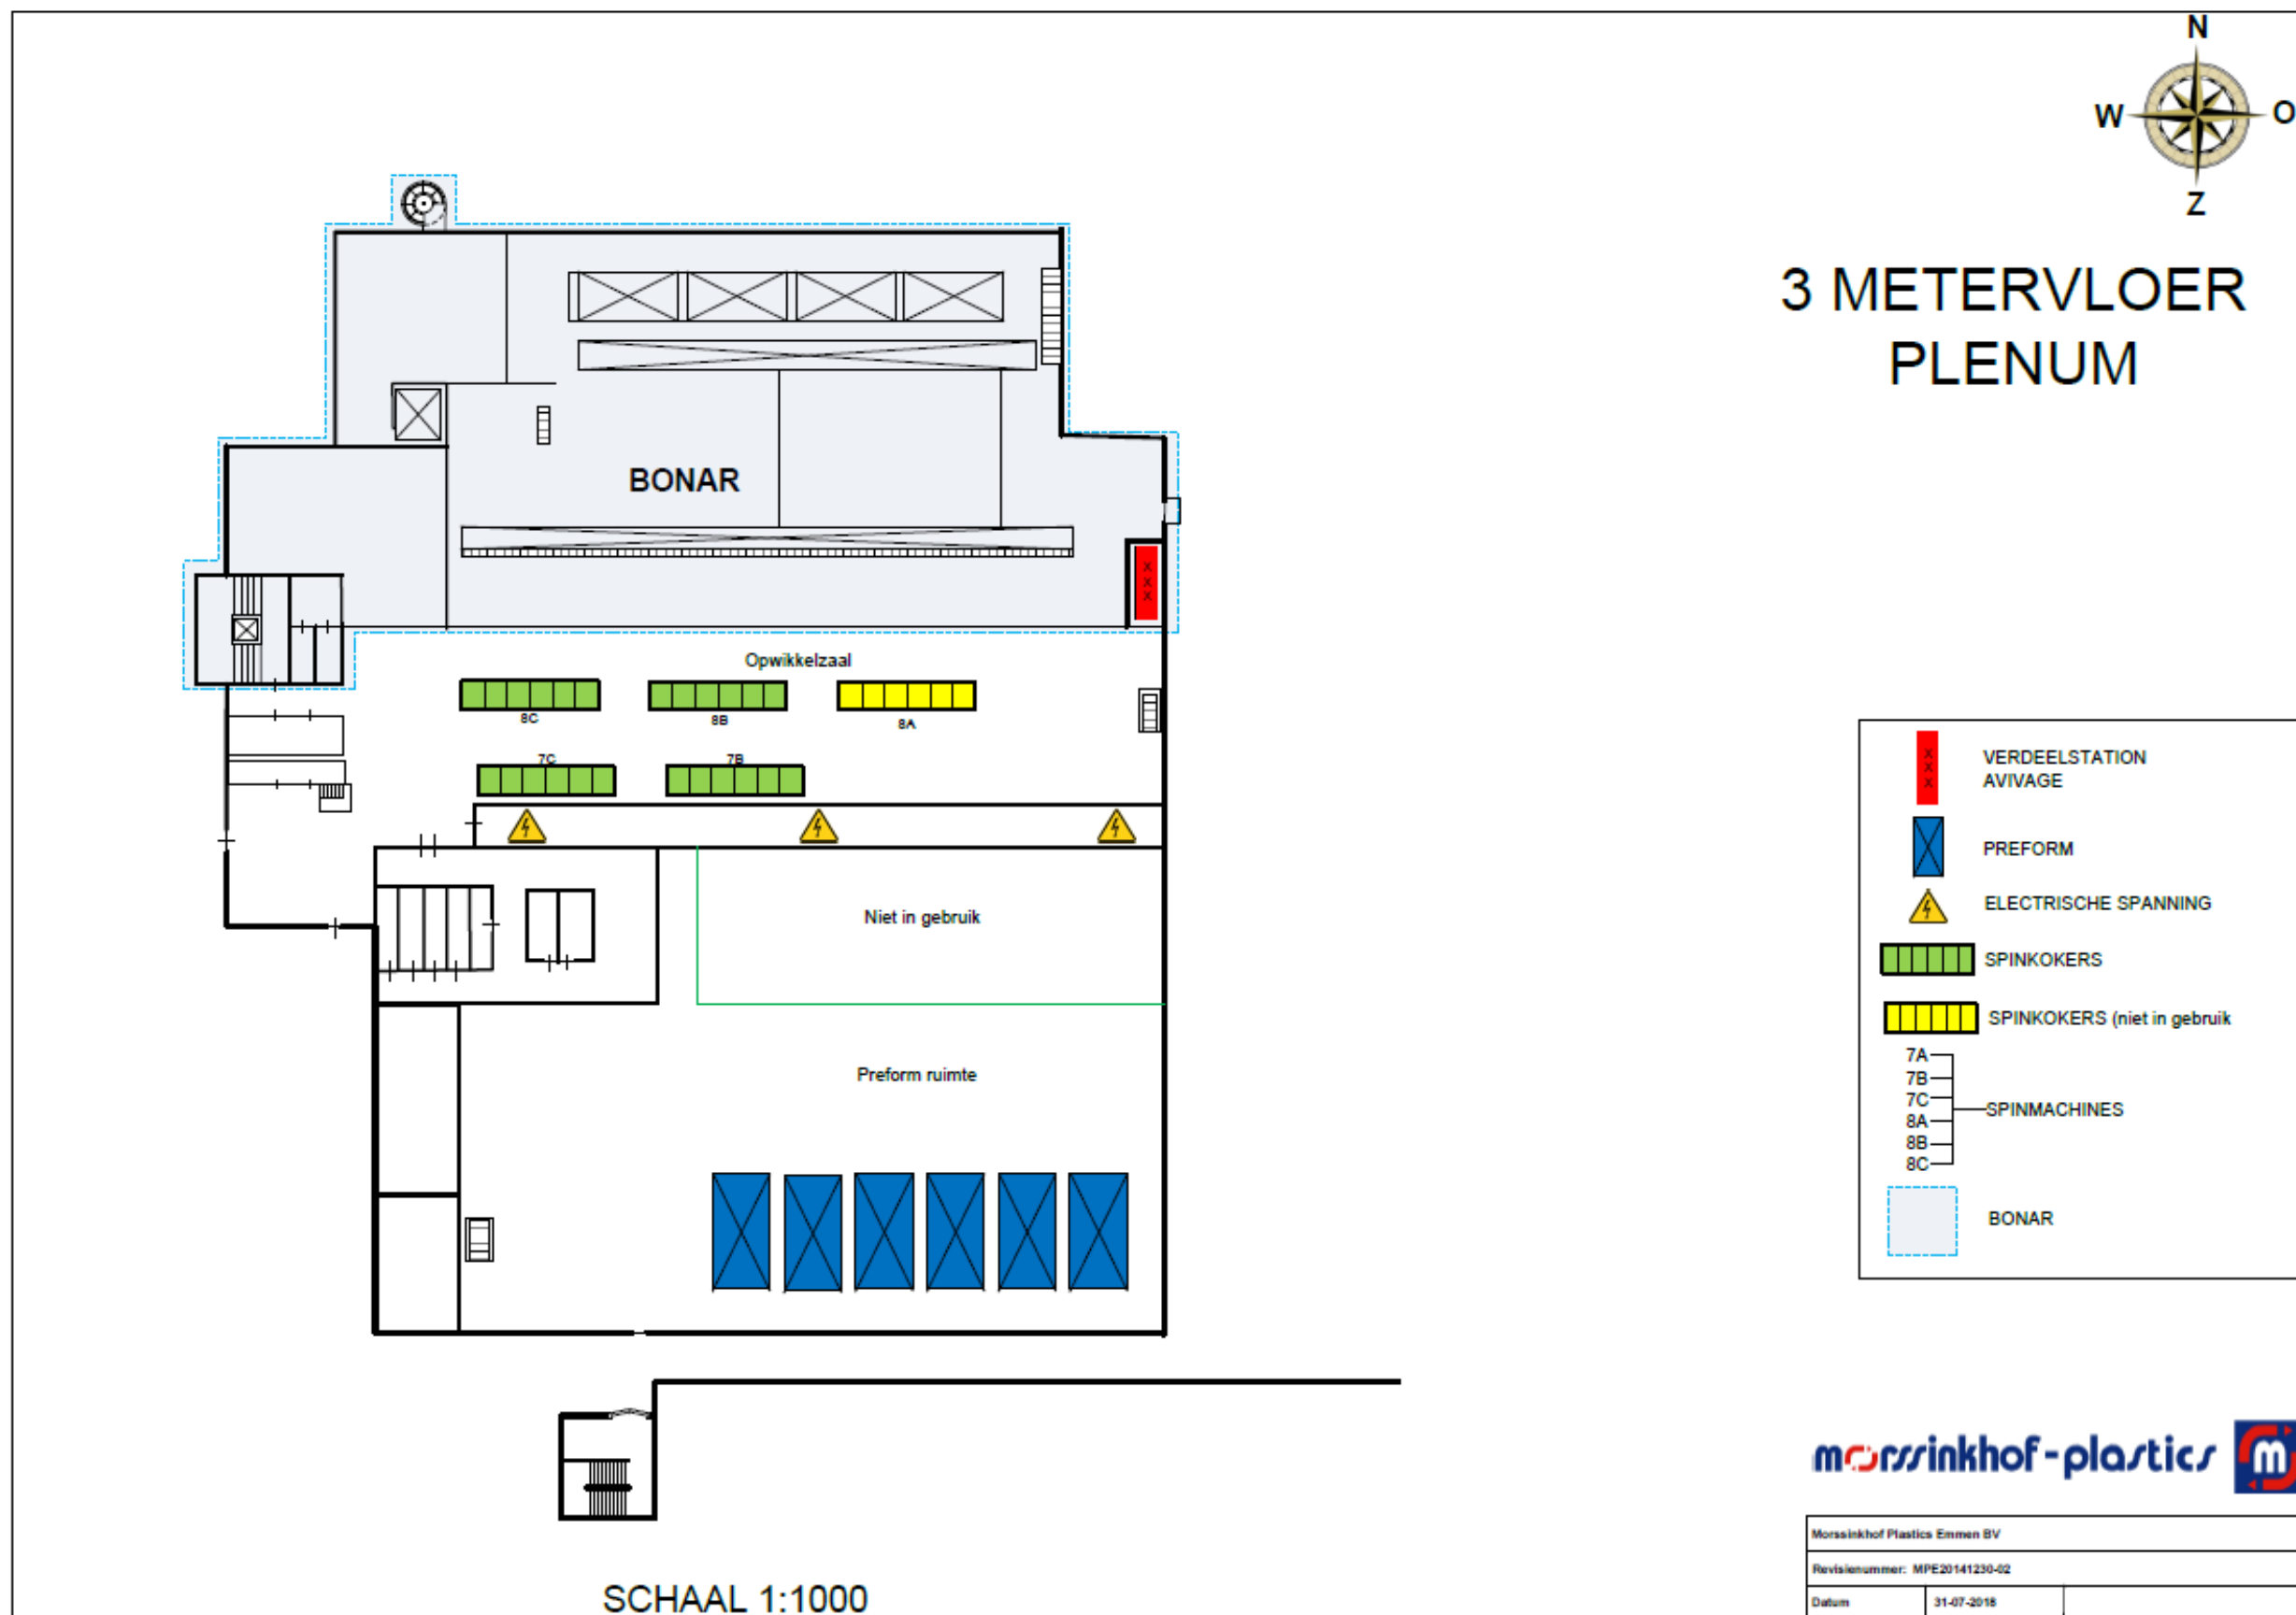 N
W
O
Z
3 METERVLOER
PLENUM
BONAR
X
X
X
Opwikkelzaal
8C
8B
8A
7C
7B
Niet in gebruik
Preform ruimte
X
X
X
VERDEELSTATION
AVIVAGE
PREFORM
ELECTRISCHE SPANNING
SPINKOKERS
SPINKOKERS (niet in gebruik
7A
7B
7C
8A
8B
8C
SPINMACHINES
BONAR
morssinkhof-plastics m
Morssinkhof Plastics Emmen BV
Revisienummer: MPE20141230-02
Datum 31-07-2018
SCHAAL 1:1000